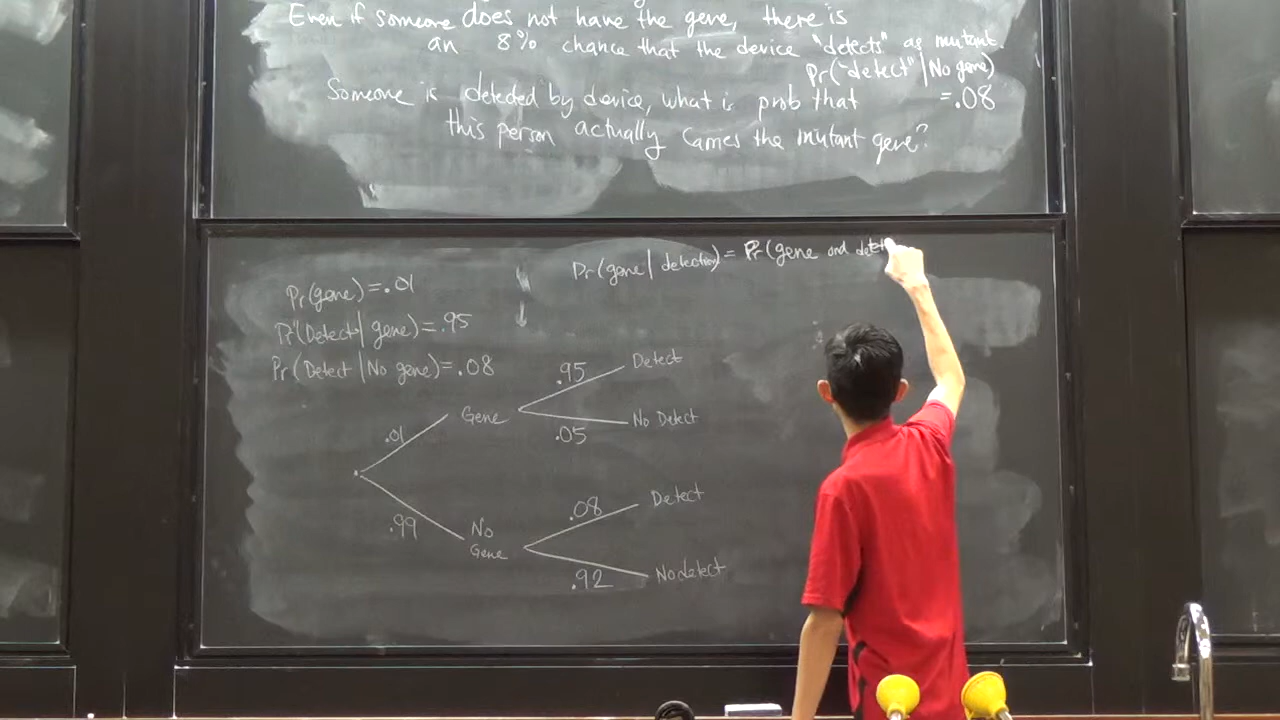 Even if someone does not have the gene, there is
an 8% chance that the device "detects" as mutant.
Pr("detect" | No gene)
=.08
Someone is detected by device, what is prob that
this person actually carries the mutant gene?
Pr(gene | detection) = Pr(gene and detect
Pr(gene) = .01
Pr(Detect | gene) = .95
Pr(Detect | No gene) = .08
.95
Detect
.01
Gene
No Detect
.05
.08
Detect
.99
No
Gene
.92
No detect